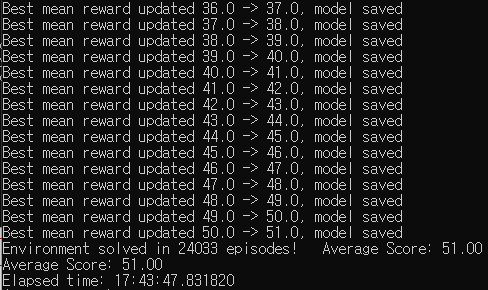 Best mean reward updated 36.0 -> 37.0, model saved
Best mean reward updated 37.0 -> 38.0, model saved
Best mean reward updated 38.0 -> 39.0, model saved
Best mean reward updated 39.0 -> 40.0, model saved
Best mean reward updated 40.0 -> 41.0, model saved
Best mean reward updated 41.0 -> 42.0, model saved
Best mean reward updated 42.0 -> 43.0, model saved
Best mean reward updated 43.0 -> 44.0, model saved
Best mean reward updated 44.0 -> 45.0, model saved
Best mean reward updated 45.0 -> 46.0, model saved
Best mean reward updated 46.0 -> 47.0, model saved
Best mean reward updated 47.0 -> 48.0, model saved
Best mean reward updated 48.0 -> 49.0, model saved
Best mean reward updated 49.0 -> 50.0, model saved
Best mean reward updated 50.0 -> 51.0, model saved
Environment solved in 24033 episodes!   Average Score: 51.00
Average Score: 51.00
Elapsed time: 17:43:47.831820